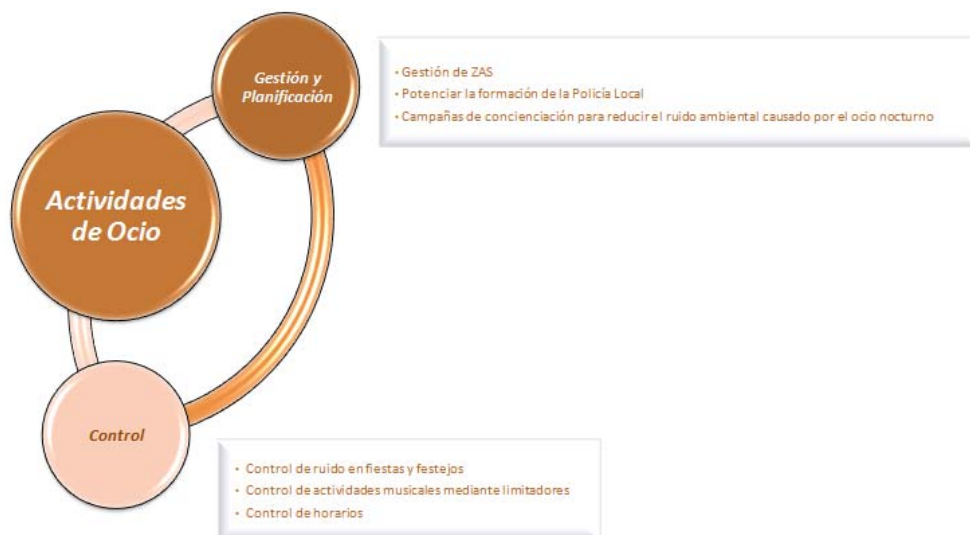 Gestión y
Planificación
• Gestión de ZAS
• Potenciar la formación de la Policía Local
• Campañas de concienciación para reducir el ruido ambiental causado por el ocio nocturno
Actividades
de Ocio
Control
• Control de ruido en fiestas y festejos
• Control de actividades musicales mediante limitadores
• Control de horarios